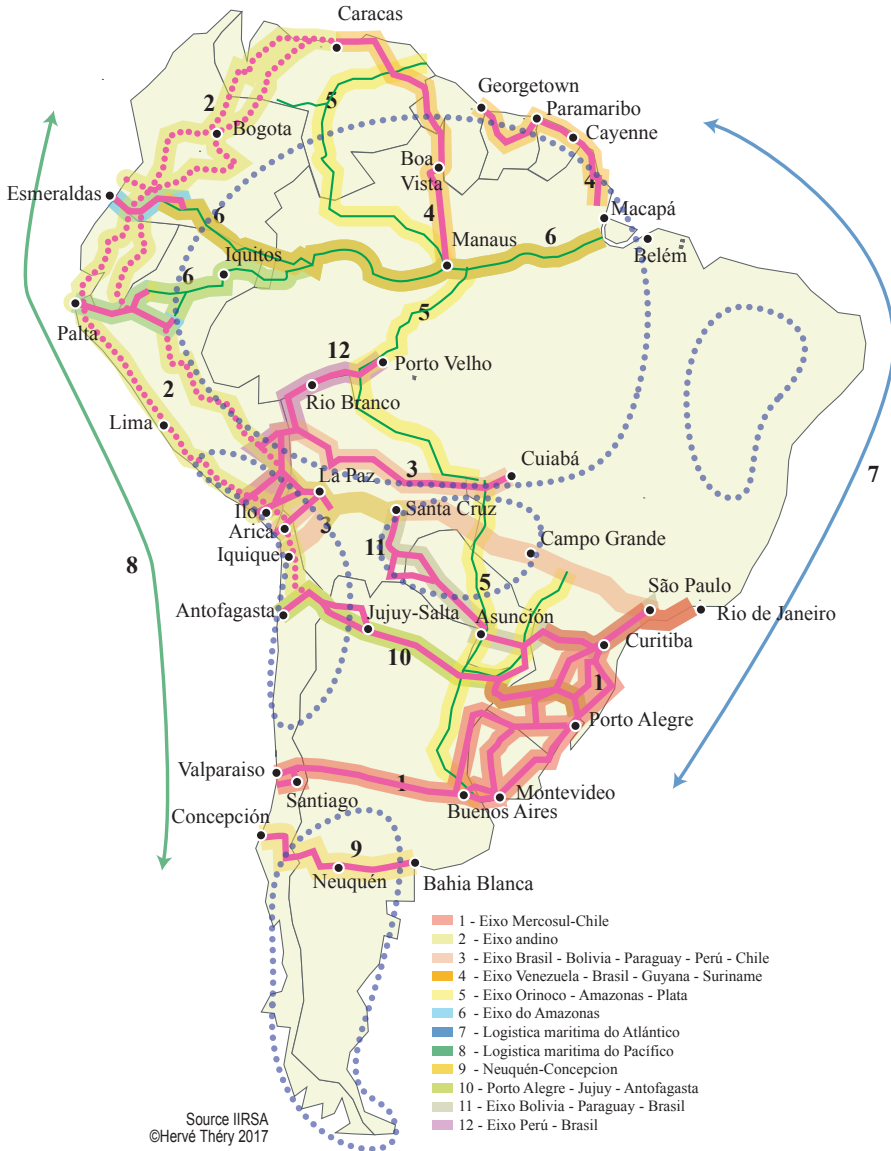 Caracas
Georgetown
Paramaribo
2
5
Bogota
Cayenne
Boa
Vista
Esmeraldas
4
4
6
Macapá
6
Manaus
Belém
Iquitos
6
Palta
5
12
Porto Velho
2
Rio Branco
Lima
La Paz
3
Cuiabá
7
Ilo
3
Santa Cruz
Arica
11
Campo Grande
Iquique
8
5
São Paulo
Antofagasta
Jujuy-Salta
Asunción
Rio de Janeiro
10
Curitiba
1
Porto Alegre
Valparaiso
1
Santiago
Montevideo
Buenos Aires
Concepción
9
Neuquén
Bahia Blanca
1 - Eixo Mercosul-Chile
2 - Eixo andino
3 - Eixo Brasil - Bolivia - Paraguay - Perú - Chile
4 - Eixo Venezuela - Brasil - Guyana - Suriname
5 - Eixo Orinoco - Amazonas - Plata
6 - Eixo do Amazonas
7 - Logistica maritima do Atlántico
8 - Logistica maritima do Pacífico
9 - Neuquén-Concepcion
10 - Porto Alegre - Jujuy - Antofagasta
11 - Eixo Bolivia - Paraguay - Brasil
12 - Eixo Perú - Brasil
Source IIRSA
©Hervé Théry 2017